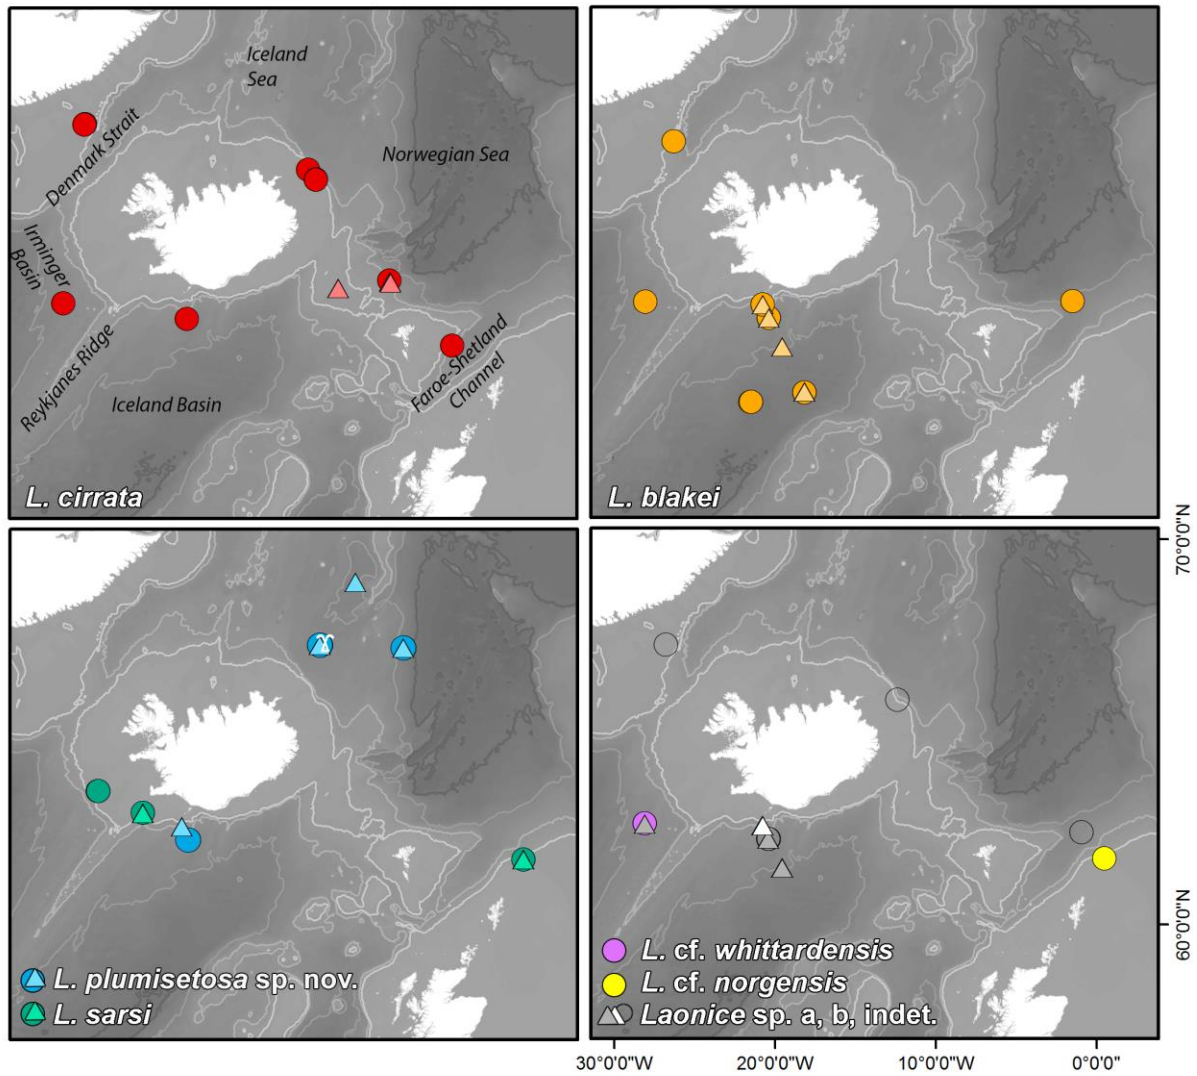 Iceland
Sea
Denmark Strait
Norwegian Sea
Irminger
Basin
Reykjanes Ridge
Iceland Basin
Faroe-Shetland
Channel
L. cirrata
L. blakei
L. plumisetosa sp. nov.
L. sarsi
L. cf. whittardensis
L. cf. norgensis
Laonice sp. a, b, indet.
70°0'0"N
60°0'0"N
30°0'0"W
20°0'0"W
10°0'0"W
0°0'0"